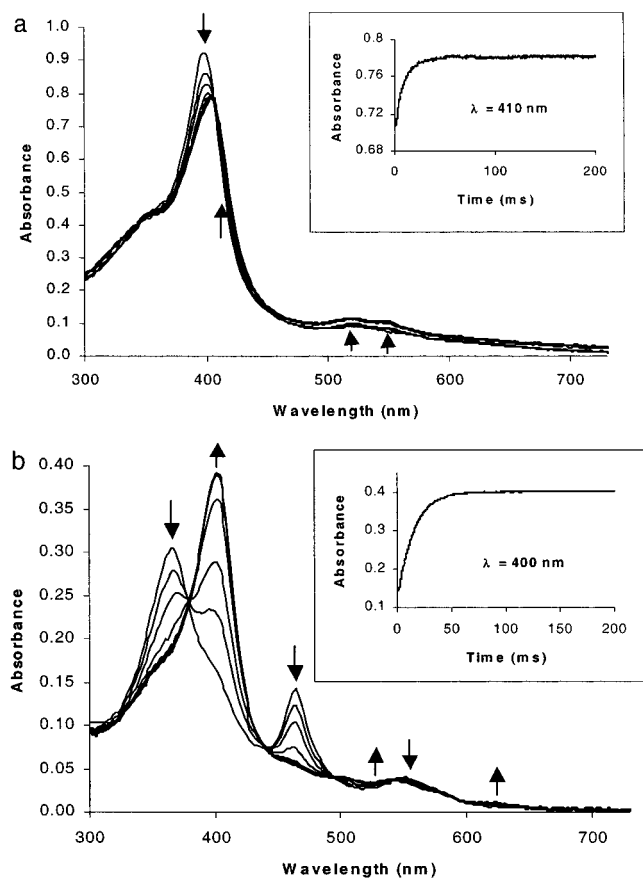 a
1.0
0.9
0.8
0.7
0.6
0.5
0.4
0.3
0.2
0.1
0.0
Absorbance
300 400 500 600 700
Wavelength (nm)
0.8
0.76
0.72
0.68
Absorbance
λ = 410 nm
0 100 200
Time (ms)
b
0.40
0.35
0.30
0.25
0.20
0.15
0.10
0.05
0.00
Absorbance
300 400 500 600 700
Wavelength (nm)
0.4
0.3
0.2
0.1
Absorbance
λ = 400 nm
0 50 100 150 200
Time (ms)